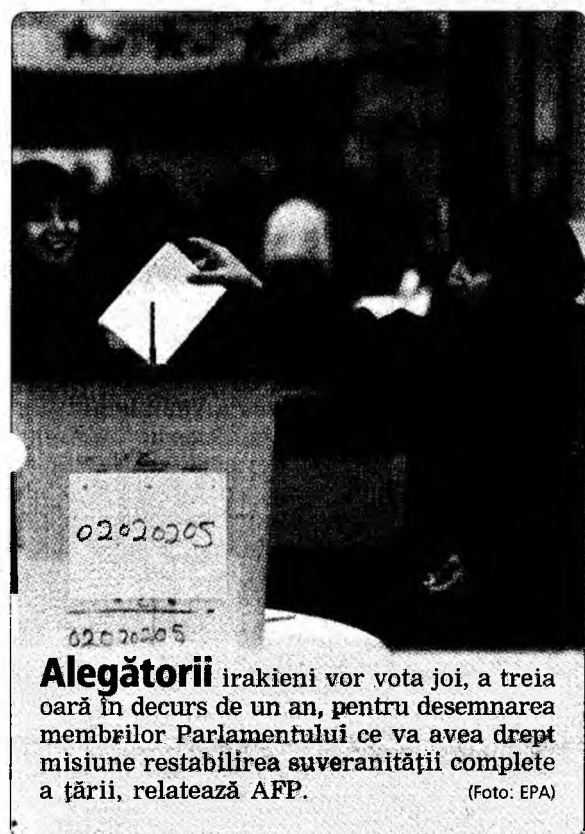 02020205
02020205
Alegătorii irakieni vor vota joi, a treia
oară în decurs de un an, pentru desemnarea
membrilor Parlamentului ce va avea drept
misiune restabilirea suveranității complete
a țării, relatează AFP. (Foto: EPA)